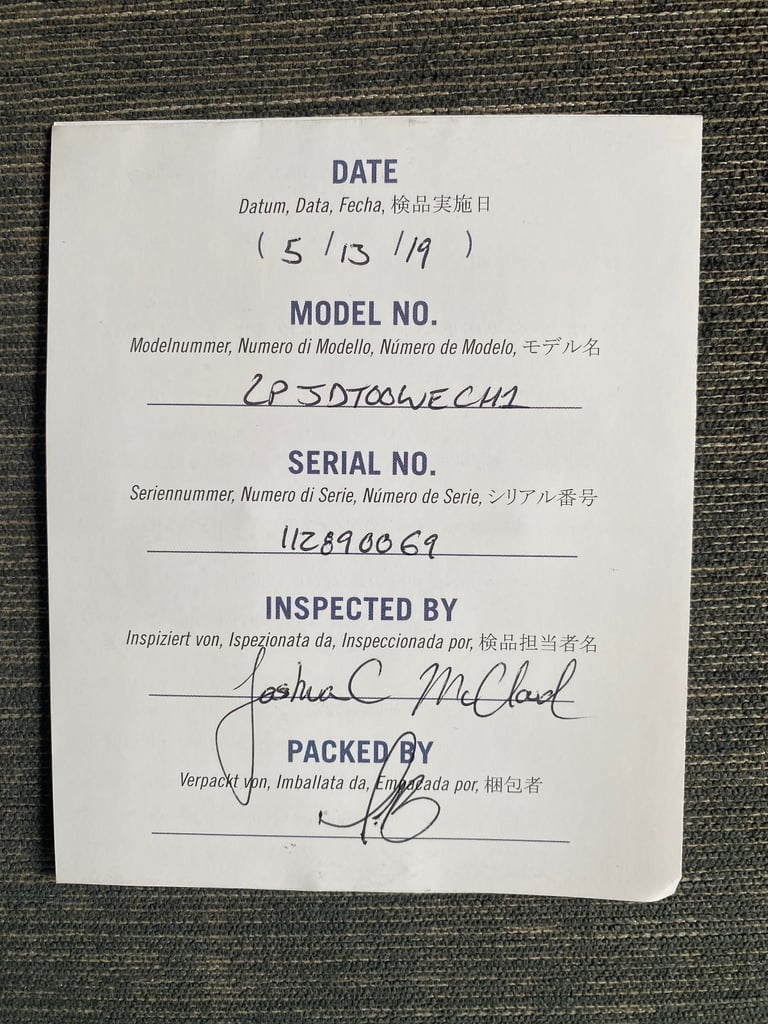 DATE
Datum, Data, Fecha, 検品実施日
( 5 / 13 / 19 )
MODEL NO.
Modelnummer, Numero di Modello, Número de Modelo, モデル名
LPJDT00WECH1
SERIAL NO.
Seriennummer, Numero di Serie, Número de Serie, シリアル番号
112890069
INSPECTED BY
Inspiziert von, Ispezionata da, Inspeccionada por, 検品担当者名
Joshua C McClard
PACKED BY
Verpackt von, Imballata da, Empacada por, 梱包者